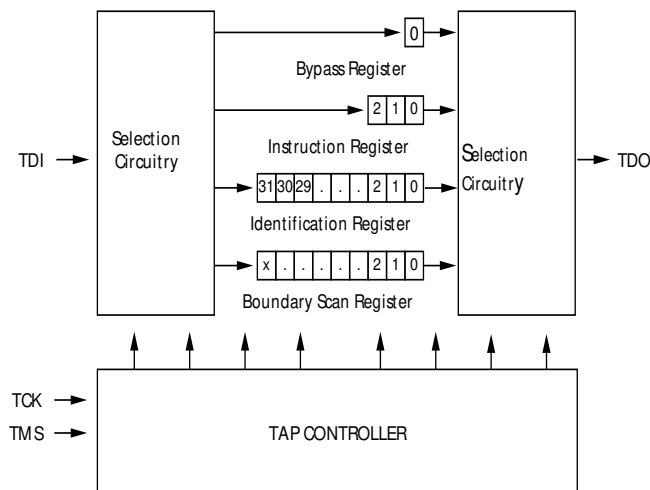 0
Bypass Register
2 1 0
Selection
Circuitry
Instruction Register
Selection
Circuitry
TDI
TDO
31 30 29 . . . 2 1 0
Identification Register
x . . . . . 2 1 0
Boundary Scan Register
TCK
TMS
TAP CONTROLLER